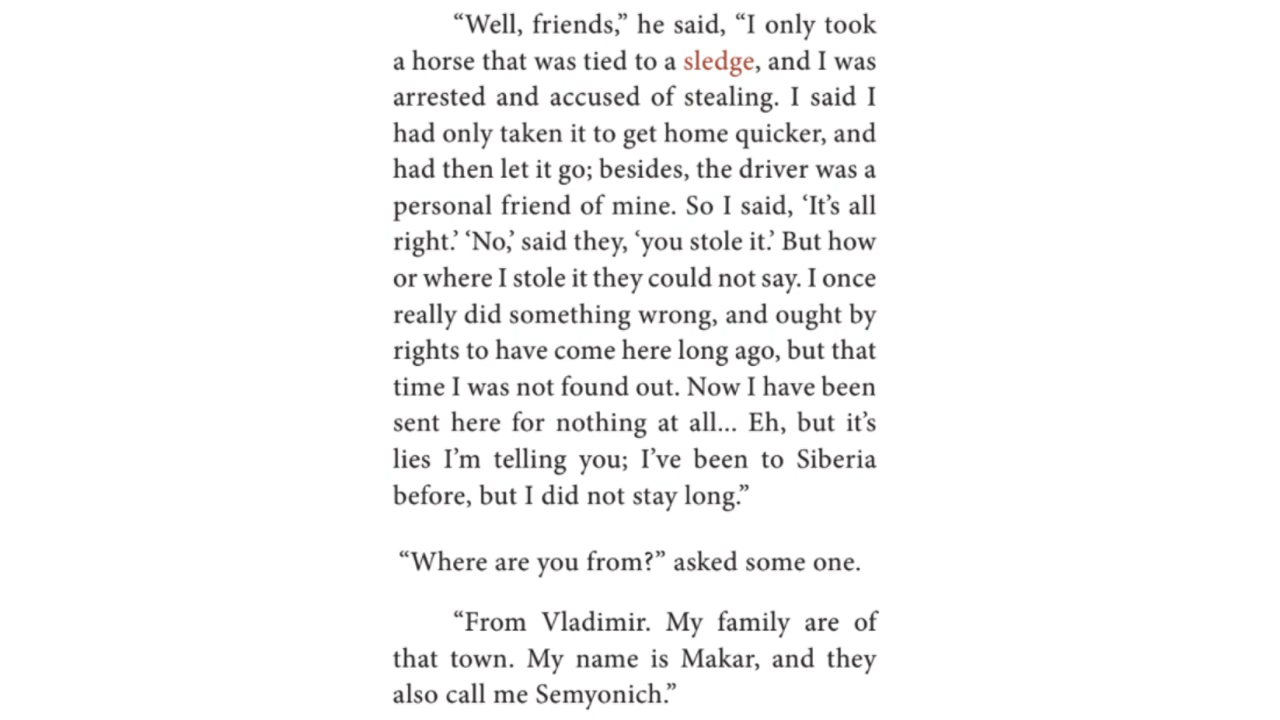 “Well, friends,” he said, “I only took
a horse that was tied to a sledge, and I was
arrested and accused of stealing. I said I
had only taken it to get home quicker, and
had then let it go; besides, the driver was a
personal friend of mine. So I said, ‘It’s all
right.’ ‘No,’ said they, ‘you stole it.’ But how
or where I stole it they could not say. I once
really did something wrong, and ought by
rights to have come here long ago, but that
time I was not found out. Now I have been
sent here for nothing at all... Eh, but it’s
lies I’m telling you; I’ve been to Siberia
before, but I did not stay long.”
“Where are you from?” asked some one.
“From Vladimir. My family are of
that town. My name is Makar, and they
also call me Semyonich.”